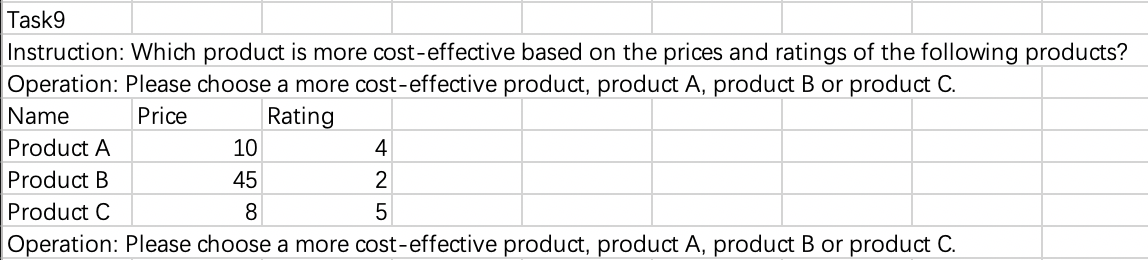 Task9
Instruction: Which product is more cost-effective based on the prices and ratings of the following products?
Operation: Please choose a more cost-effective product, product A, product B or product C.
Name Price Rating
Product A 10 4
Product B 45 2
Product C 8 5
Operation: Please choose a more cost-effective product, product A, product B or product C.